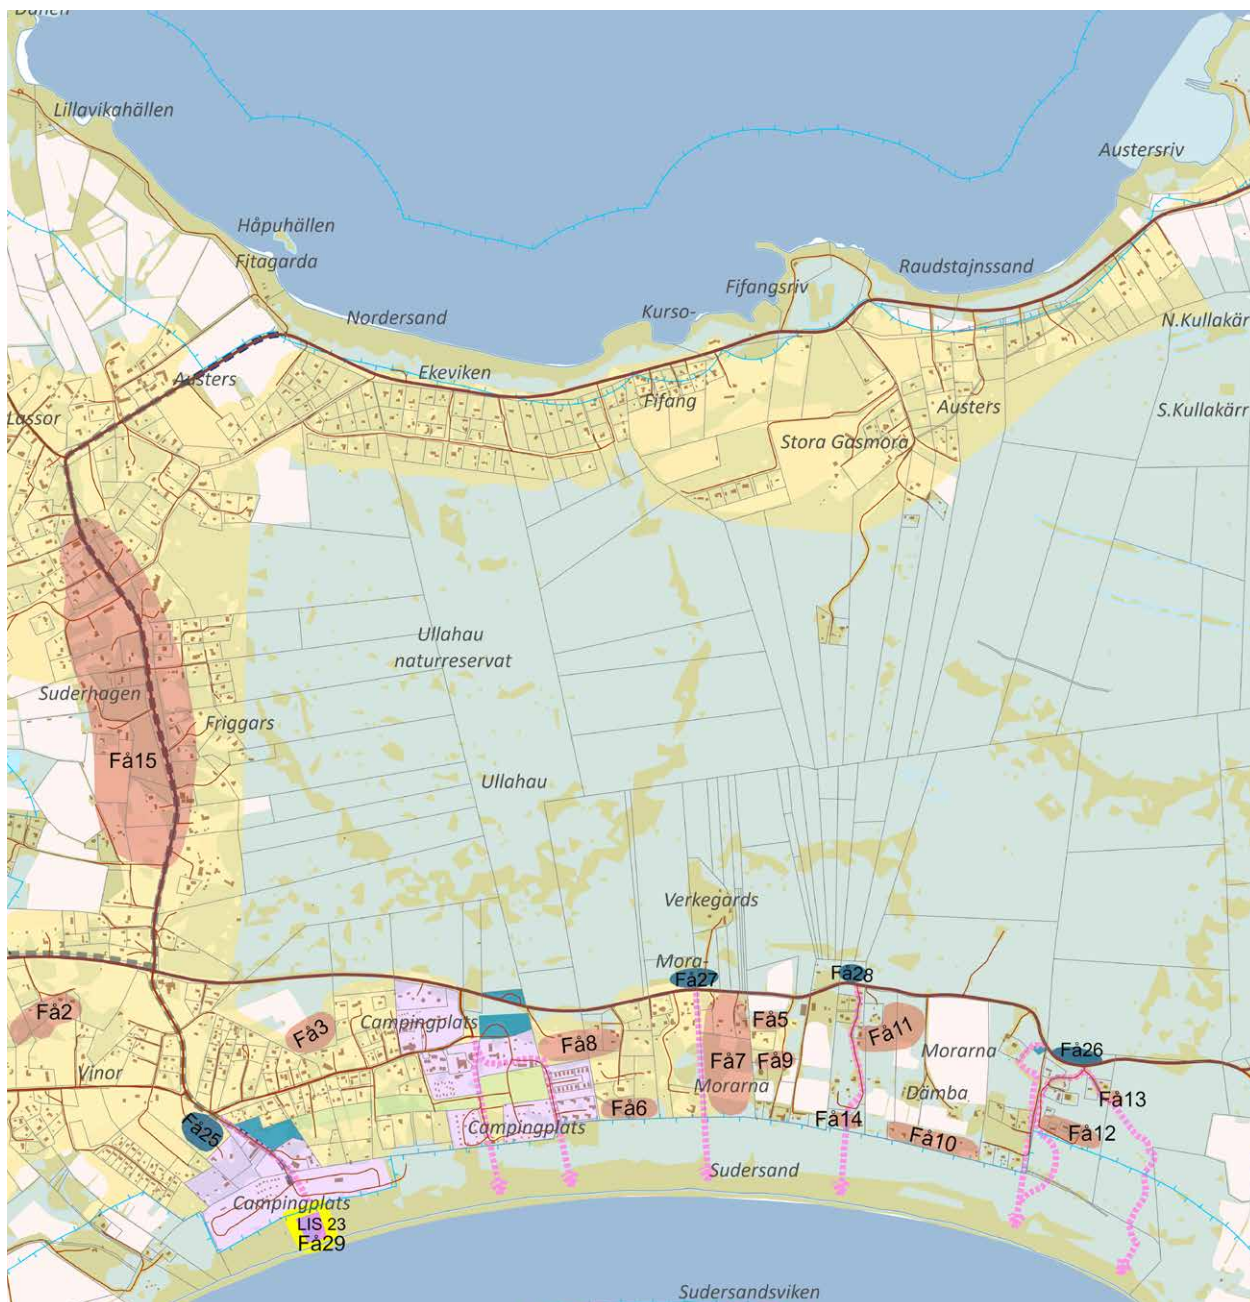 Lillavikahällen
Austersriv
Håpuhällen
Fitagarda
Raudstajnssand
Fifangsriv
Kurso-
Nordersand
N.Kullakär
Ekeviken
Austers
Fifang
Austers
S.Kullakärr
Lassor
Stora Gasmora
Ullahau
naturreservat
Suderhagen
Friggars
Få15
Ullahau
Verkegards
Mora-
Få27
Få28
Få2
Få3
Campingplats
Få8
Få5
Få11
Morarna
Få26
Vinor
Få7
Få9
Morarna
Dämba
Få13
Få6
Få14
Få25
Campingplats
Få10
Få12
Sudersand
Campingplats
LIS 23
Få29
Sudersandsviken